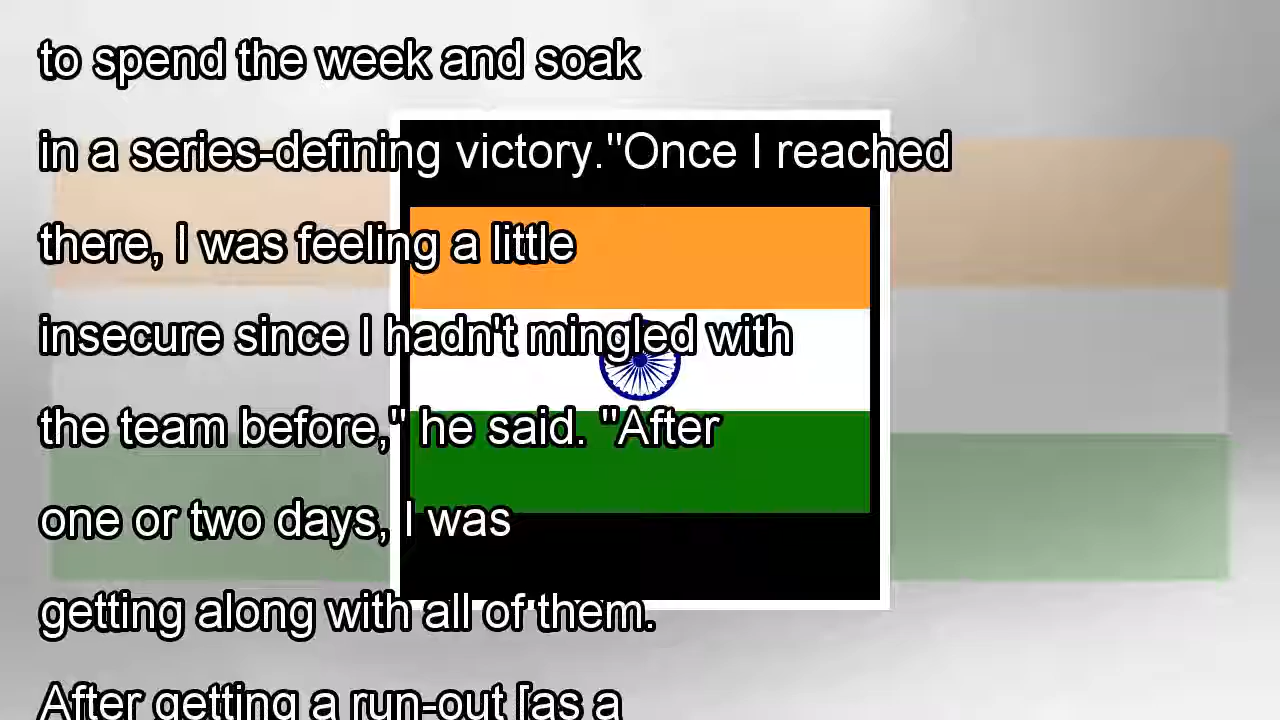 to spend the week and soak
in a series-defining victory."Once I reached
there, I was feeling a little
insecure since I hadn't mingled with
the team before," he said. "After
one or two days, I was
getting along with all of them.
After getting a run-out [as a